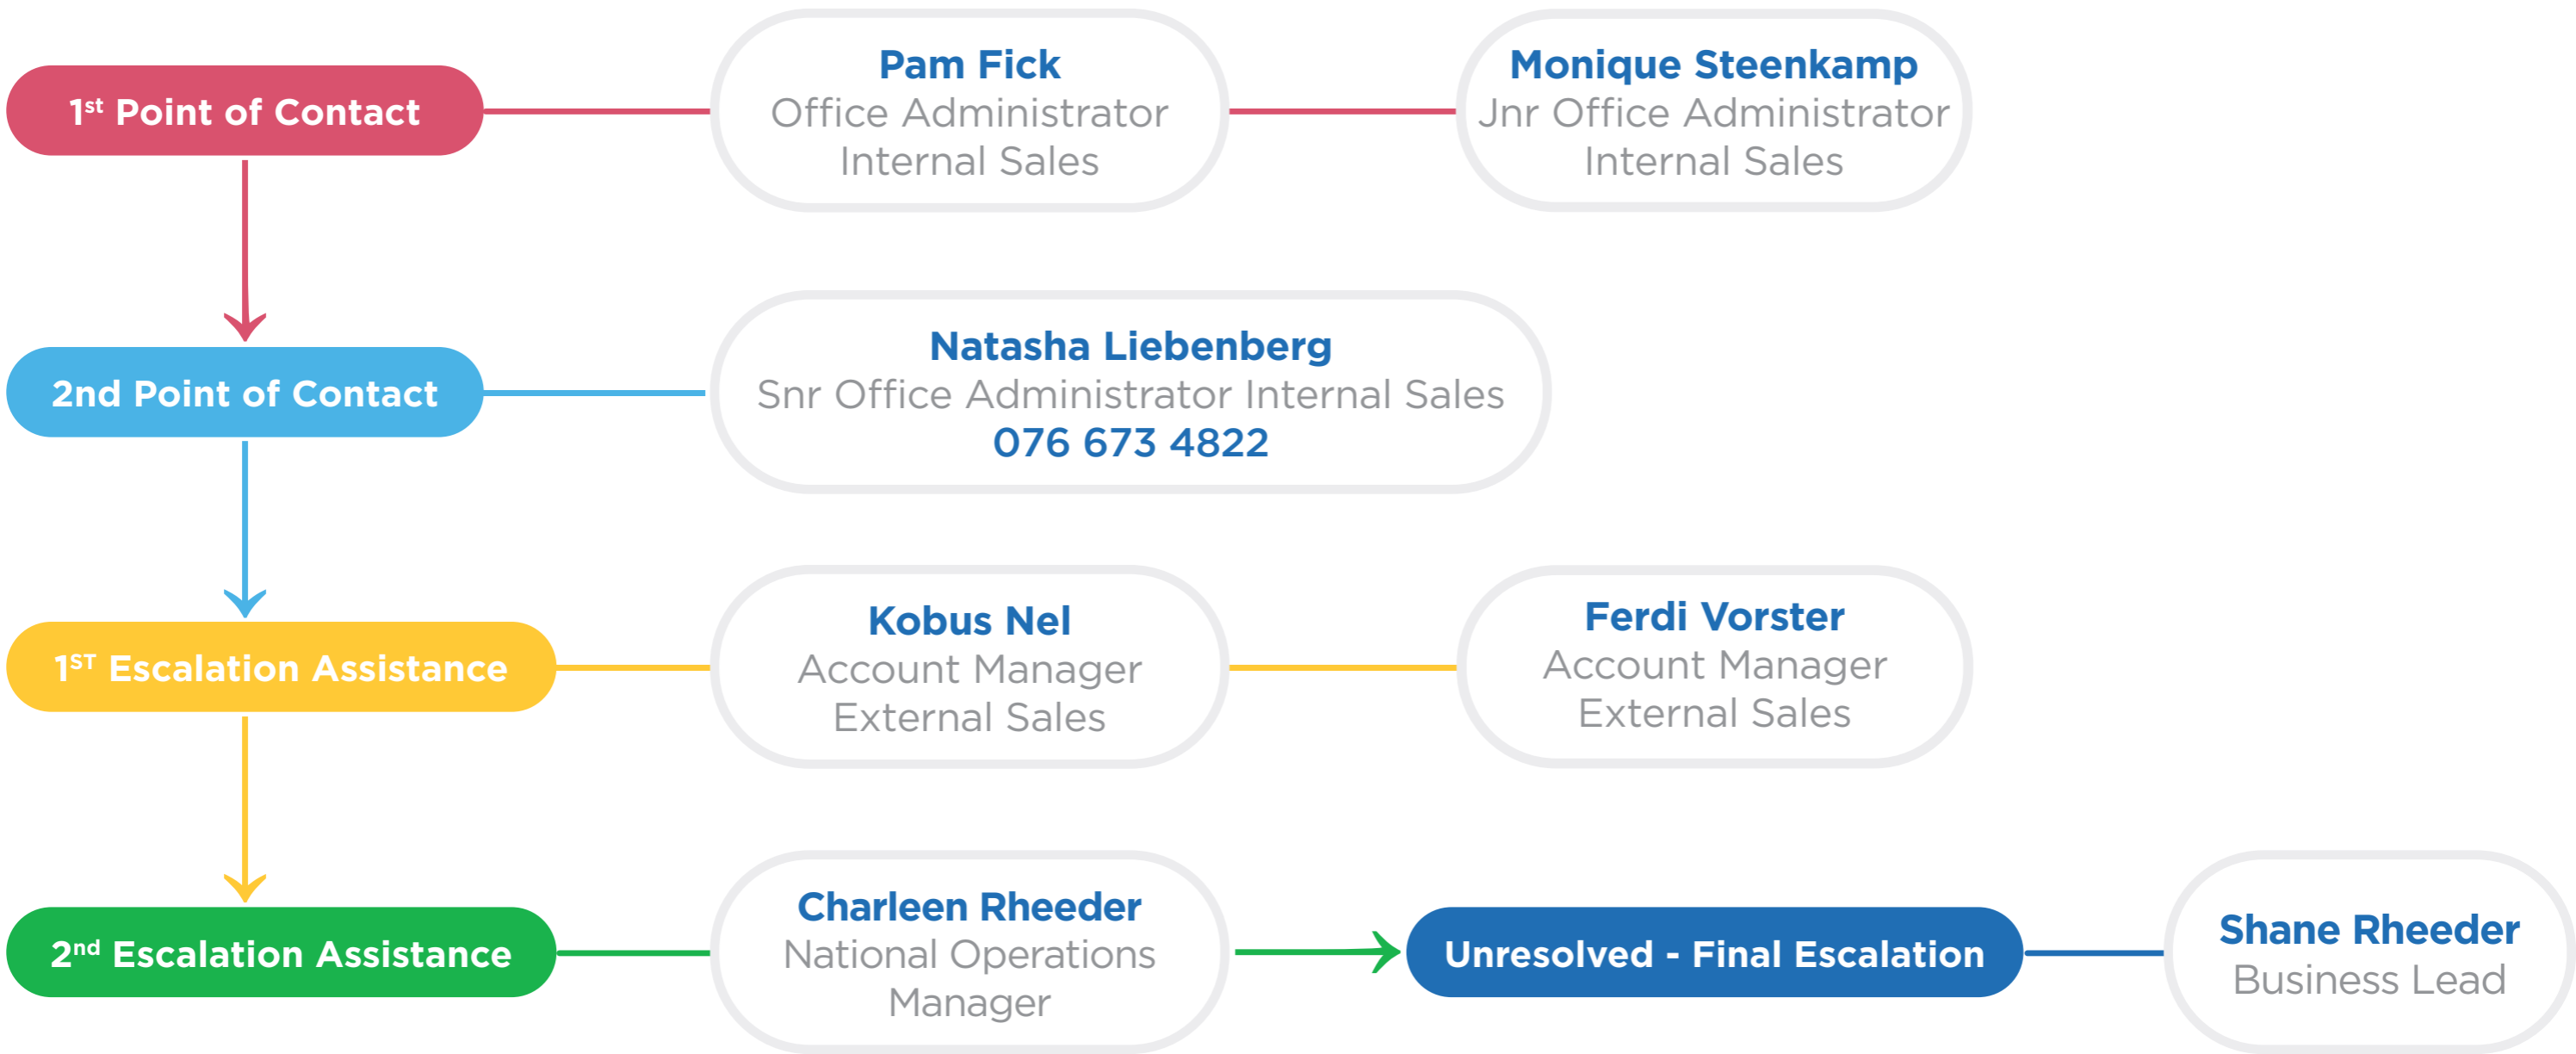 1st Point of Contact
Pam Fick
Office Administrator
Internal Sales
Monique Steenkamp
Jnr Office Administrator
Internal Sales
2nd Point of Contact
Natasha Liebenberg
Snr Office Administrator Internal Sales
076 673 4822
1ST Escalation Assistance
Kobus Nel
Account Manager
External Sales
Ferdi Vorster
Account Manager
External Sales
2nd Escalation Assistance
Charleen Rheeder
National Operations
Manager
Unresolved - Final Escalation
Shane Rheeder
Business Lead